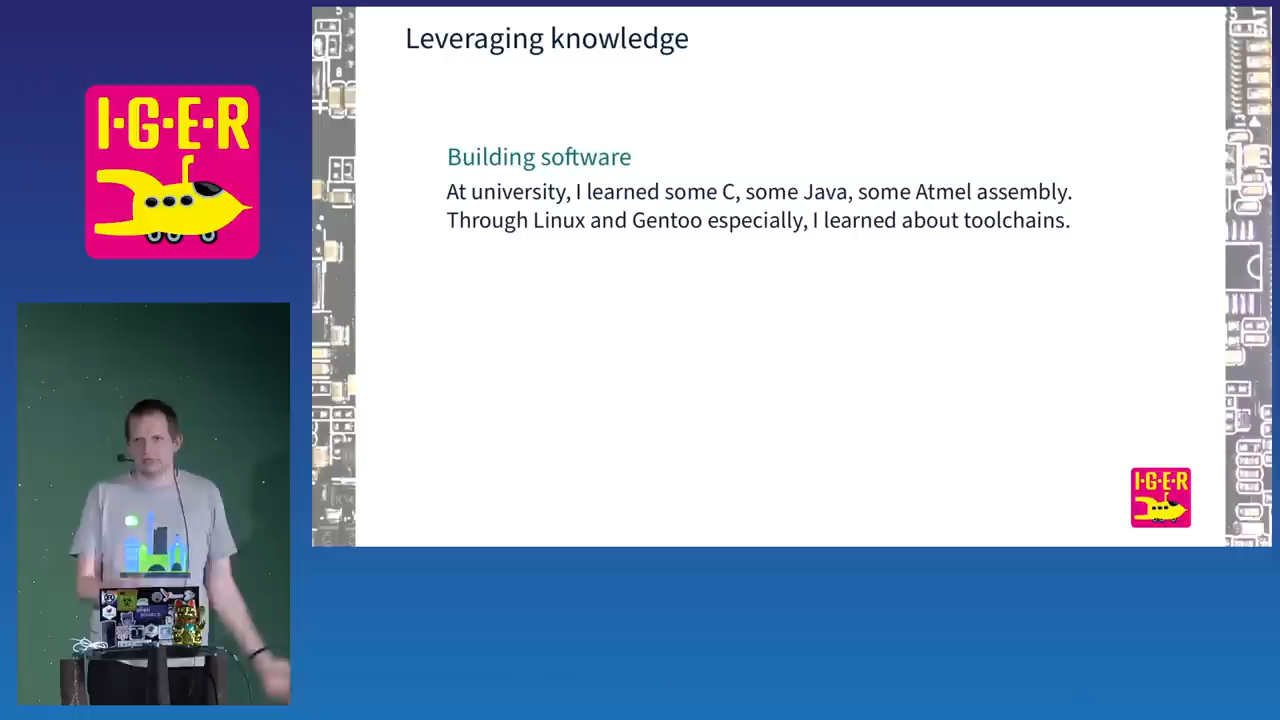 I·G·E·R
Leveraging knowledge
Building software
At university, I learned some C, some Java, some Atmel assembly.
Through Linux and Gentoo especially, I learned about toolchains.
I·G·E·R